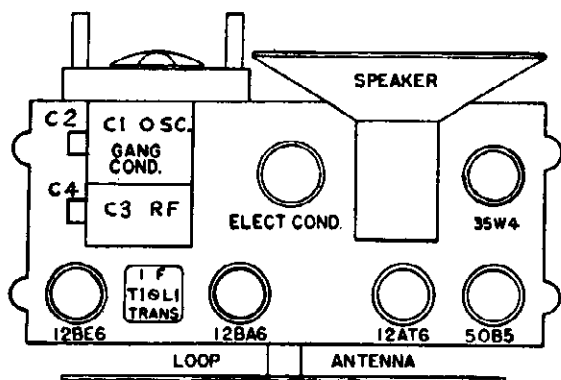 SPEAKER
C2
C1 OSC.
GANG
COND.
C4
C3 RF
ELECT COND.
35W4
I F
T1&L1
TRANS
12BE6
12BA6
12AT6
50B5
LOOP ANTENNA